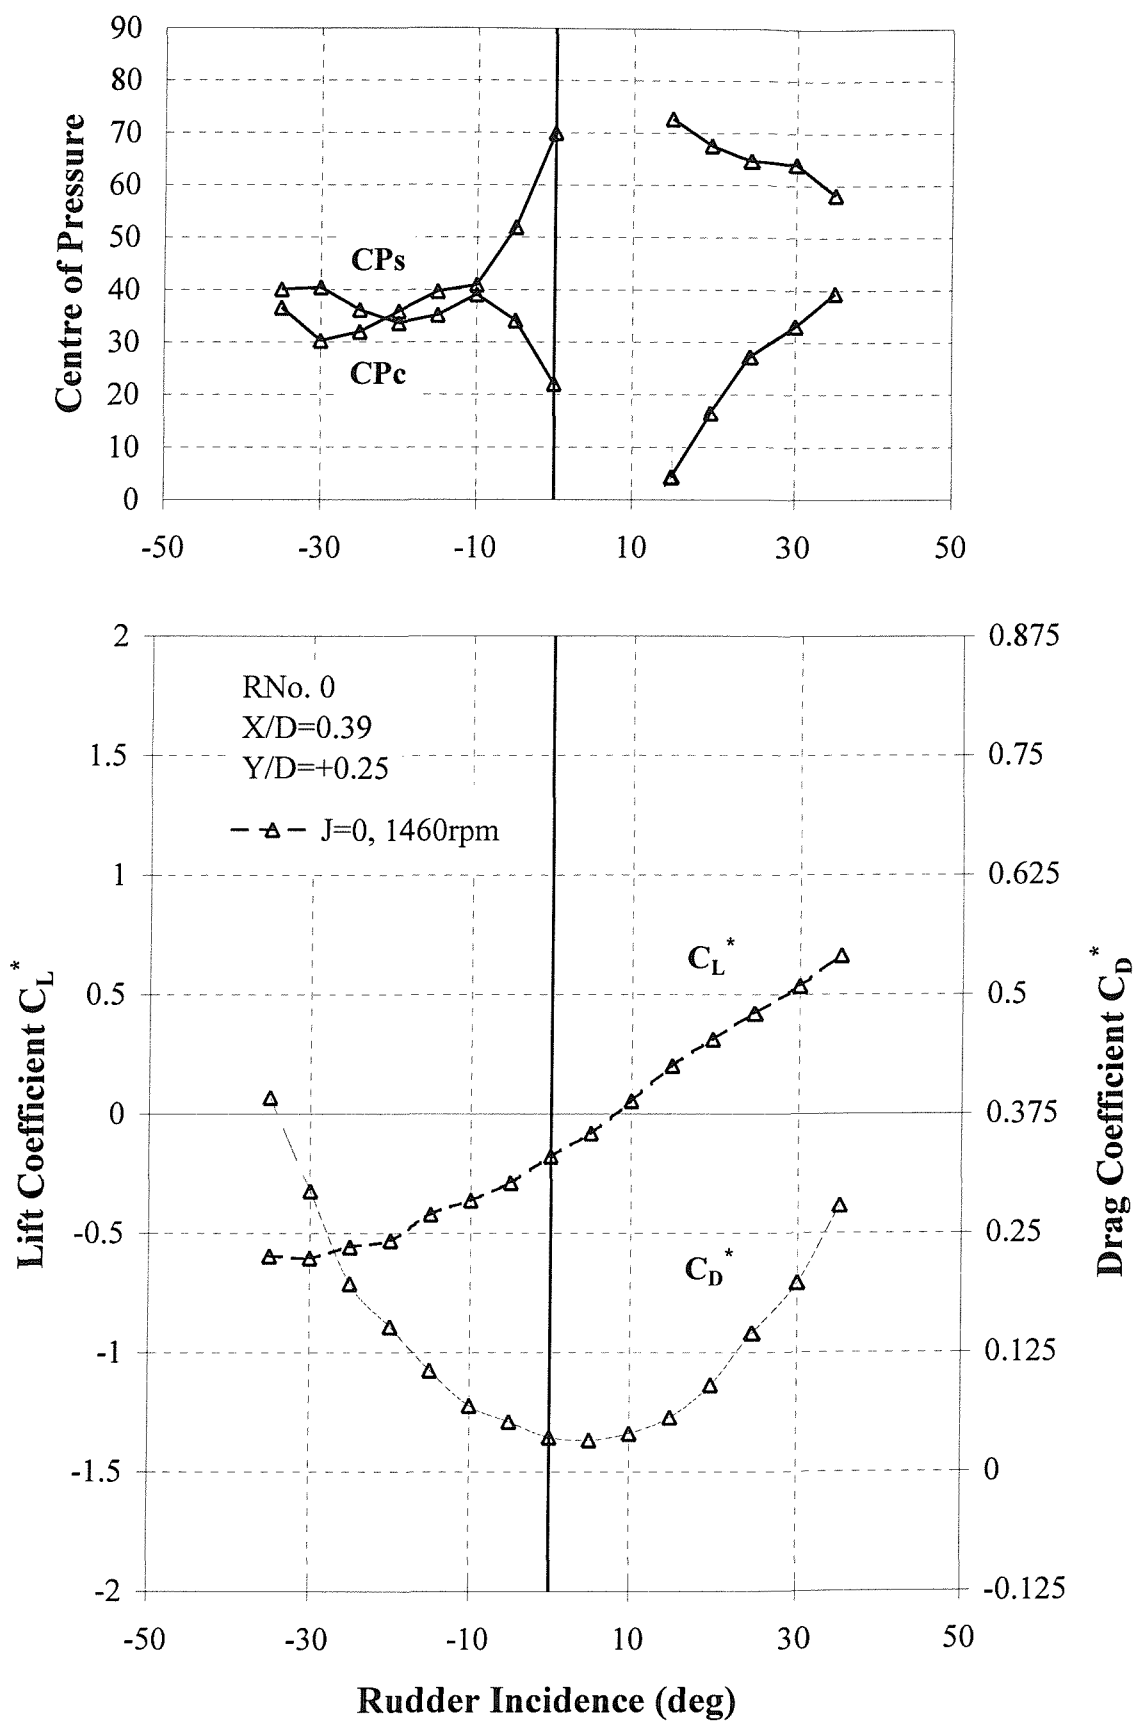 90
80
70
60
50
40
30
20
10
0
Centre of Pressure
CPs
CPc
-50 -30 -10 10 30 50
2
1.5
1
0.5
0
-0.5
-1
-1.5
-2
Lift Coefficient C_L*
RNo. 0
X/D=0.39
Y/D=+0.25
J=0, 1460rpm
C_L*
C_D*
0.875
0.75
0.625
0.5
0.375
0.25
0.125
0
-0.125
Drag Coefficient C_D*
-50 -30 -10 10 30 50
Rudder Incidence (deg)